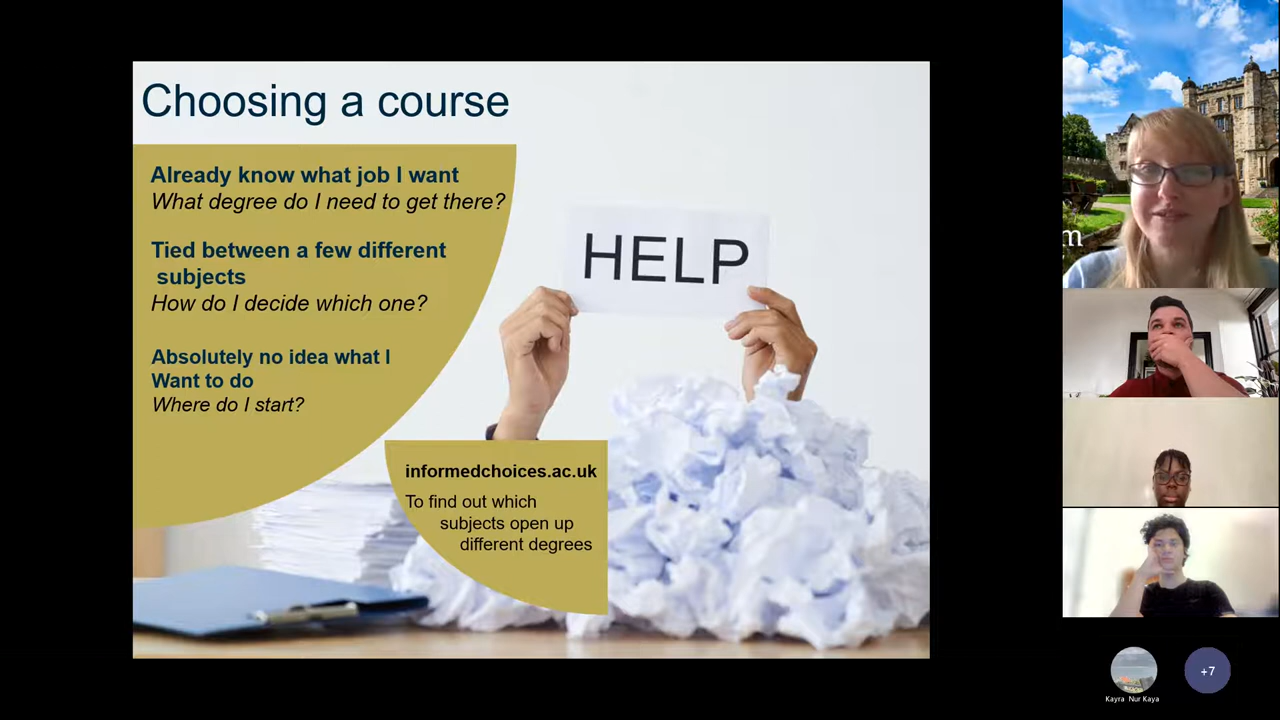 Choosing a course
Already know what job I want
What degree do I need to get there?
Tied between a few different
subjects
How do I decide which one?
Absolutely no idea what I
Want to do
Where do I start?
HELP
informedchoices.ac.uk
To find out which
subjects open up
different degrees
m
Kayra Nur Kaya
+7